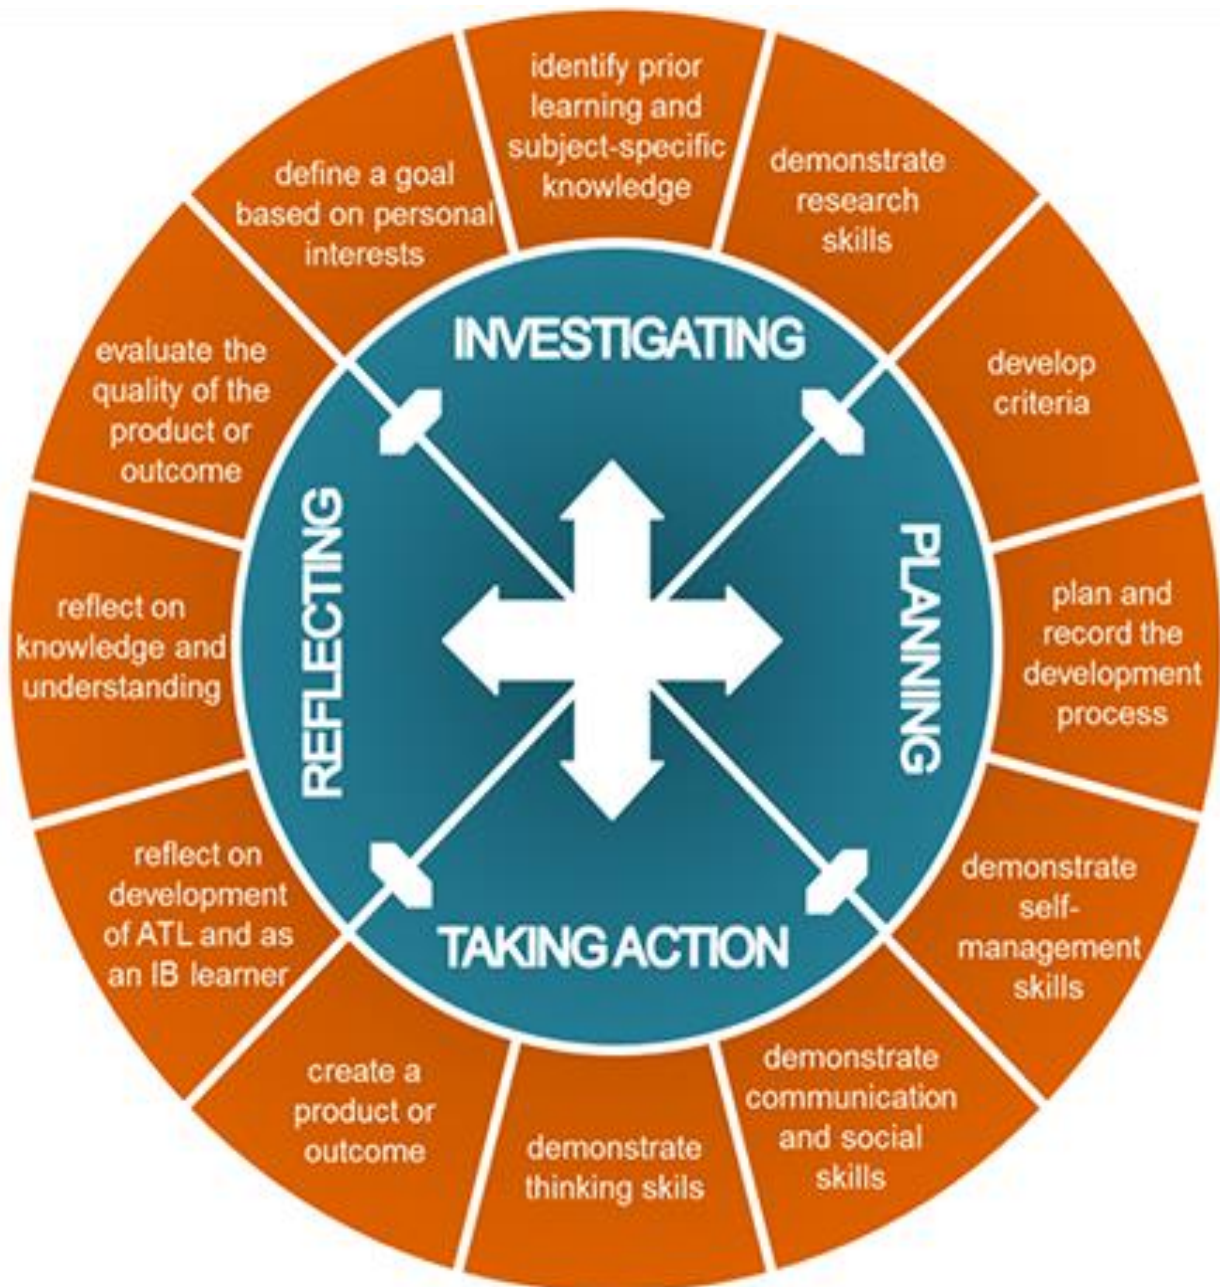 identify prior
learning and
subject-specific
knowledge
demonstrate
research
skills
develop
criteria
plan and
record the
development
process
demonstrate
self-
management
skills
demonstrate
communication
and social
skills
demonstrate
thinking skils
create a
product or
outcome
reflect on
development
of ATL and as
an IB learner
reflect on
knowledge and
understanding
evaluate the
quality of the
product or
outcome
define a goal
based on personal
interests
INVESTIGATING
PLANNING
TAKING ACTION
REFLECTING